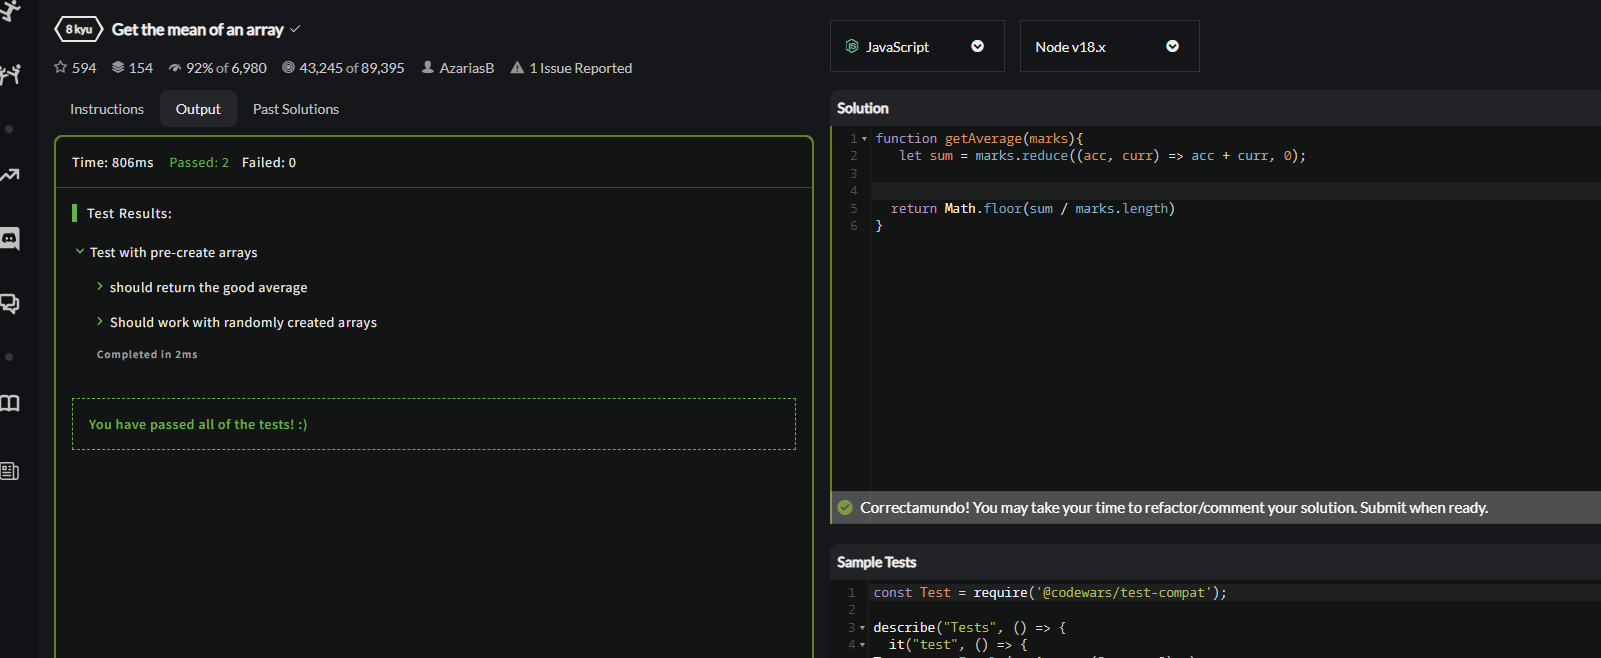 8 kyu Get the mean of an array
594 154 92% of 6,980 43,245 of 89,395 AzariasB 1 Issue Reported
Instructions Output Past Solutions
Time: 806ms Passed: 2 Failed: 0
Test Results:
Test with pre-create arrays
should return the good average
Should work with randomly created arrays
Completed in 2ms
You have passed all of the tests! :)
JavaScript Node v18.x
Solution
1 function getAverage(marks){
2 let sum = marks.reduce((acc, curr) => acc + curr, 0);
3
4
5 return Math.floor(sum / marks.length)
6 }
Correctamundo! You may take your time to refactor/comment your solution. Submit when ready.
Sample Tests
1 const Test = require('@codewars/test-compat');
2
3 describe("Tests", () => {
4 it("test", () => {